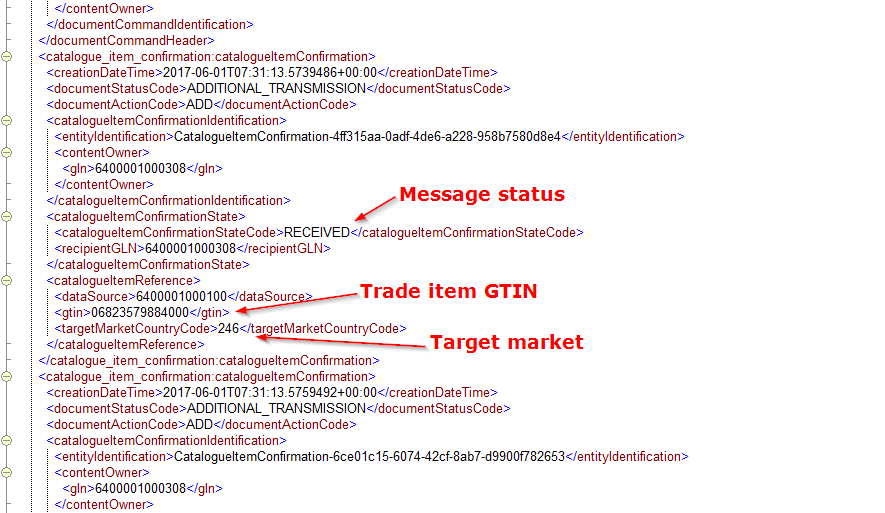 </contentOwner>
</documentCommandIdentification>
</documentCommandHeader>
<catalogue_item_confirmation:catalogueItemConfirmation>
<creationDateTime>2017-06-01T07:31:13.5739486+00:00</creationDateTime>
<documentStatusCode>ADDITIONAL_TRANSMISSION</documentStatusCode>
<documentActionCode>ADD</documentActionCode>
<catalogueItemConfirmationIdentification>
<entityIdentification>CatalogueItemConfirmation-4ff315aa-0adf-4de6-a228-958b7580d8e4</entityIdentification>
<contentOwner>
<gln>6400001000308</gln>
</contentOwner>
</catalogueItemConfirmationIdentification>
Message status
<catalogueItemConfirmationState>
<catalogueItemConfirmationStateCode>RECEIVED</catalogueItemConfirmationStateCode>
<recipientGLN>6400001000308</recipientGLN>
</catalogueItemConfirmationState>
<catalogueItemReference>
Trade item GTIN
<dataSource>6400001000100</dataSource>
<gtin>06823579884000</gtin>
<targetMarketCountryCode>246</targetMarketCountryCode>
Target market
</catalogueItemReference>
</catalogue_item_confirmation:catalogueItemConfirmation>
<catalogue_item_confirmation:catalogueItemConfirmation>
<creationDateTime>2017-06-01T07:31:13.5759492+00:00</creationDateTime>
<documentStatusCode>ADDITIONAL_TRANSMISSION</documentStatusCode>
<documentActionCode>ADD</documentActionCode>
<catalogueItemConfirmationIdentification>
<entityIdentification>CatalogueItemConfirmation-6ce01c15-6074-42cf-8ab7-d9900f782653</entityIdentification>
<contentOwner>
<gln>6400001000308</gln>
</contentOwner>